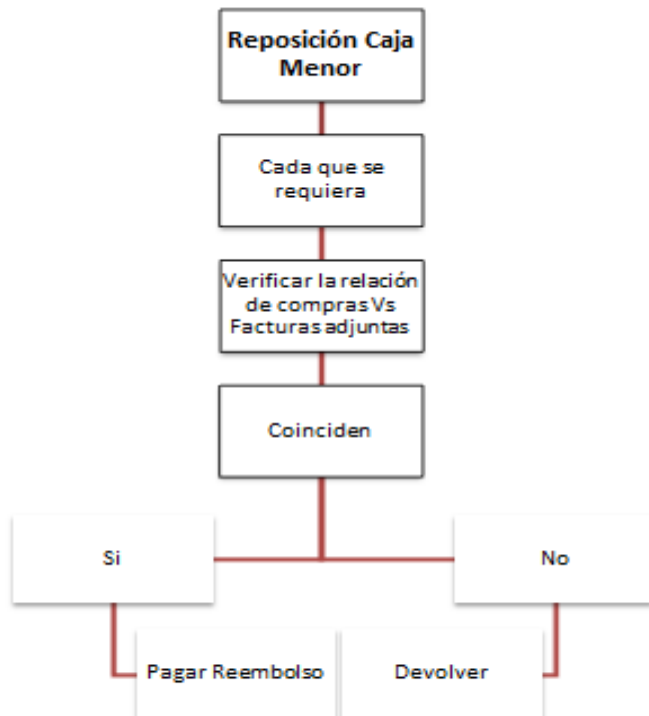 Reposición Caja
Menor
Cada que se
requiera
Verificar la relación
de compras Vs
Facturas adjuntas
Coinciden
Si
No
Pagar Reembolso
Devolver